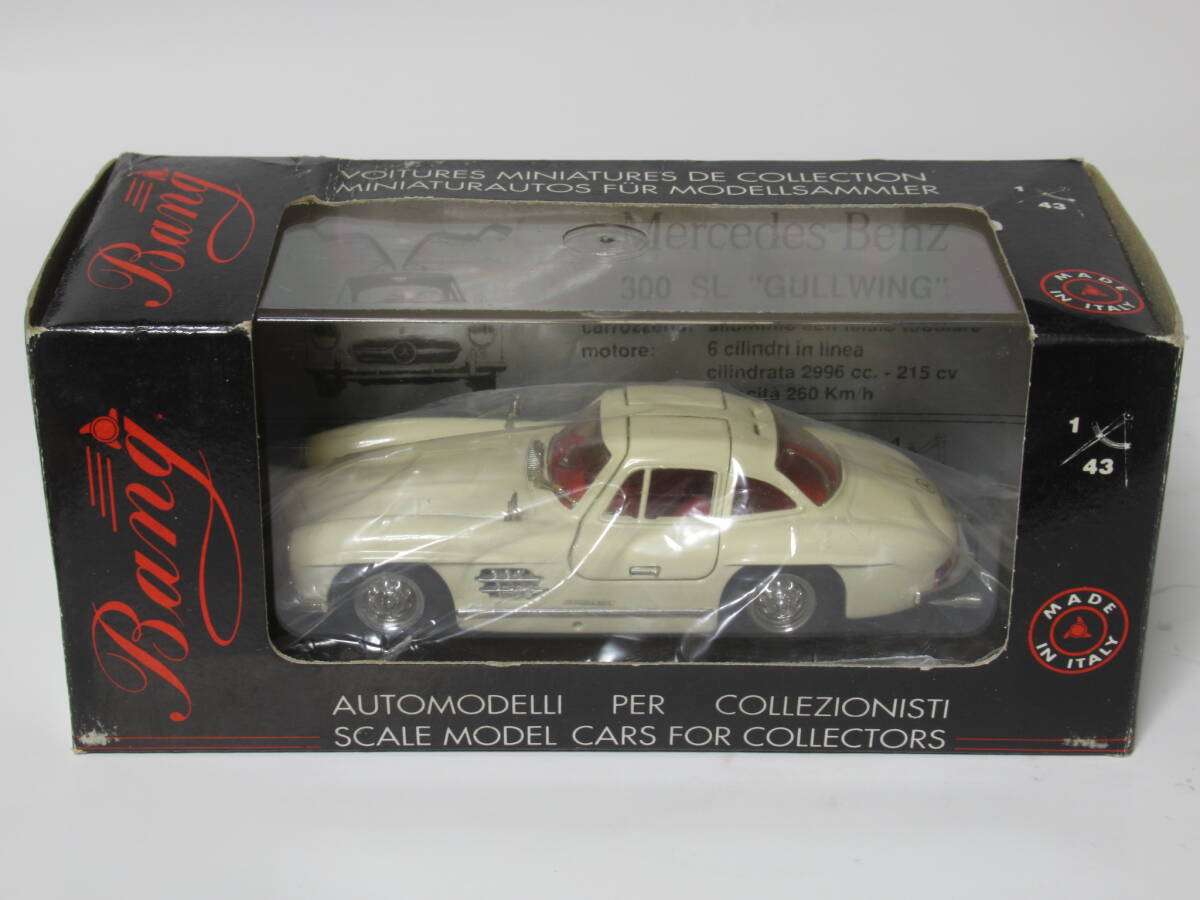 VOITURES MINIATURES DE COLLECTION
MINIATURAUTOS FÜR MODELLSAMMLER
Bang
1
43
MADE
IN ITALY
Mercedes-Benz
300 SL "GULLWING"
carrozzeria:
motore: 6 cilindri in linea
cilindrata 2996 cc. - 215 cv
260 Km/h
Bang
1
43
MADE
IN ITALY
AUTOMODELLI PER COLLEZIONISTI
SCALE MODEL CARS FOR COLLECTORS